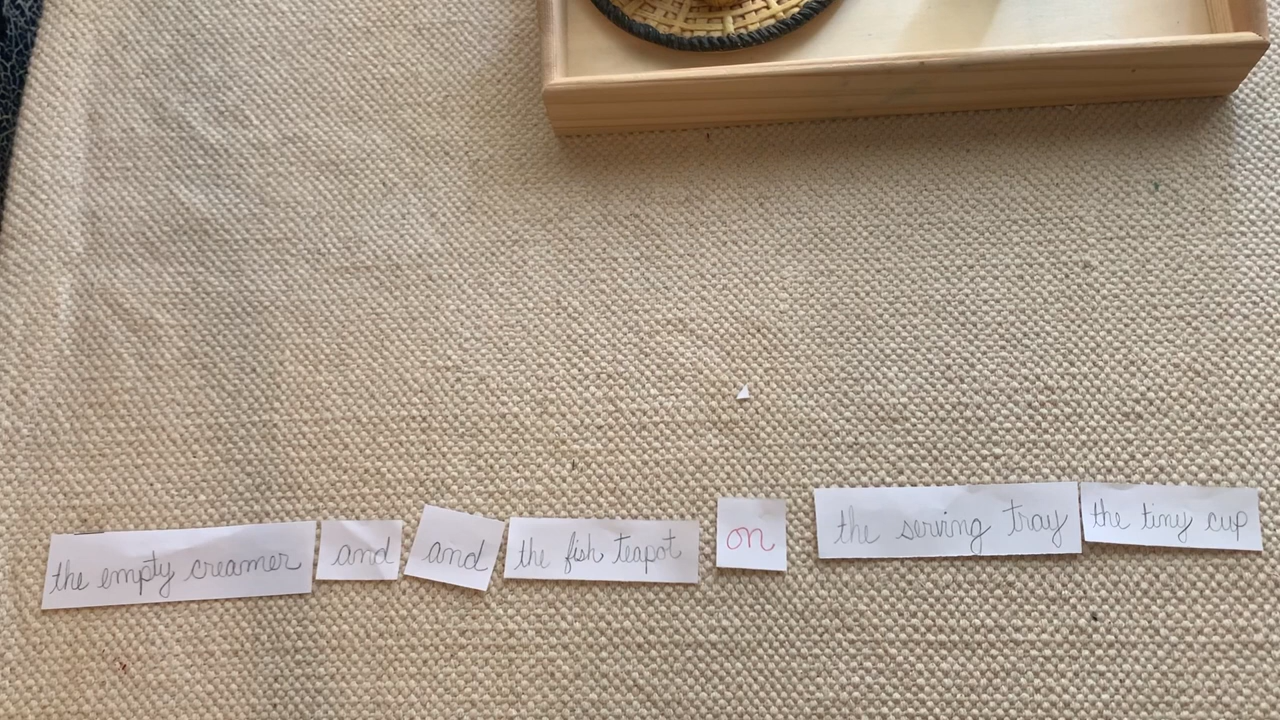 the empty creamer and and the fish teapot on the serving tray the tiny cup